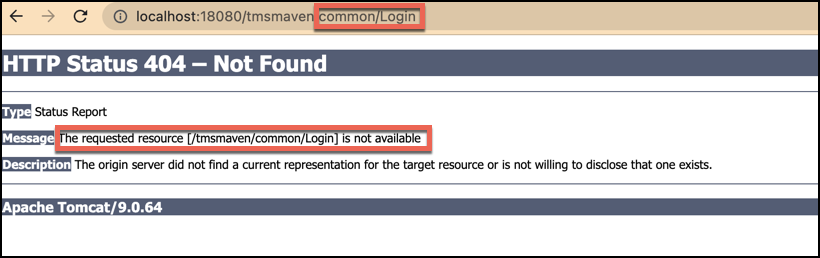 localhost:18080/tmsmaven/common/Login
HTTP Status 404 – Not Found
Type Status Report
Message The requested resource [/tmsmaven/common/Login] is not available
Description The origin server did not find a current representation for the target resource or is not willing to disclose that one exists.
Apache Tomcat/9.0.64